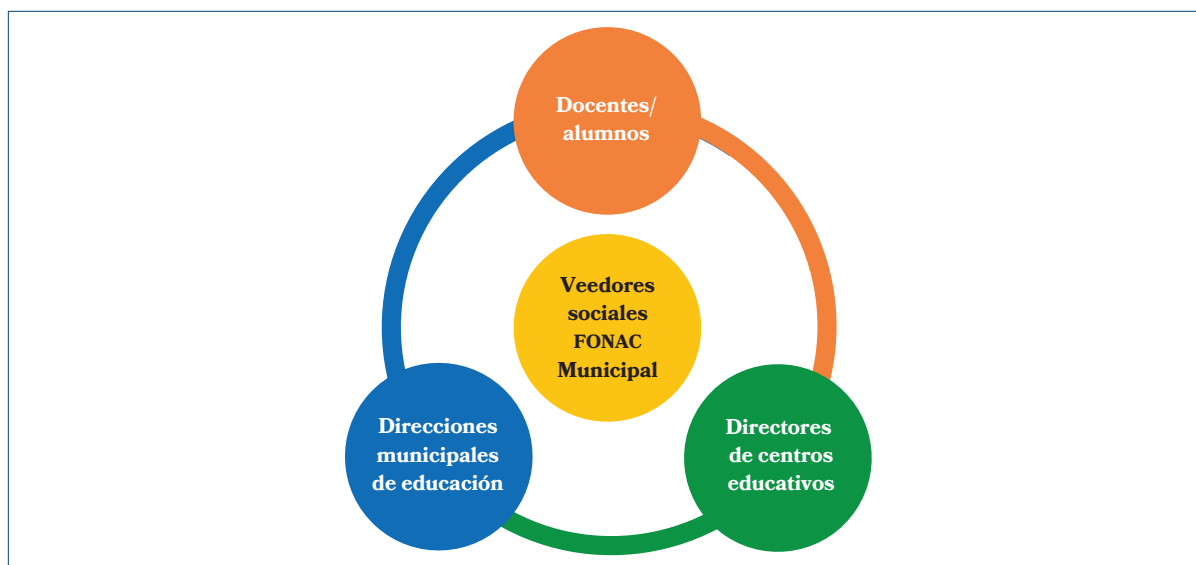 Docentes/
alumnos
Veedores
sociales
FONAC
Municipal
Direcciones
municipales
de educación
Directores
de centros
educativos